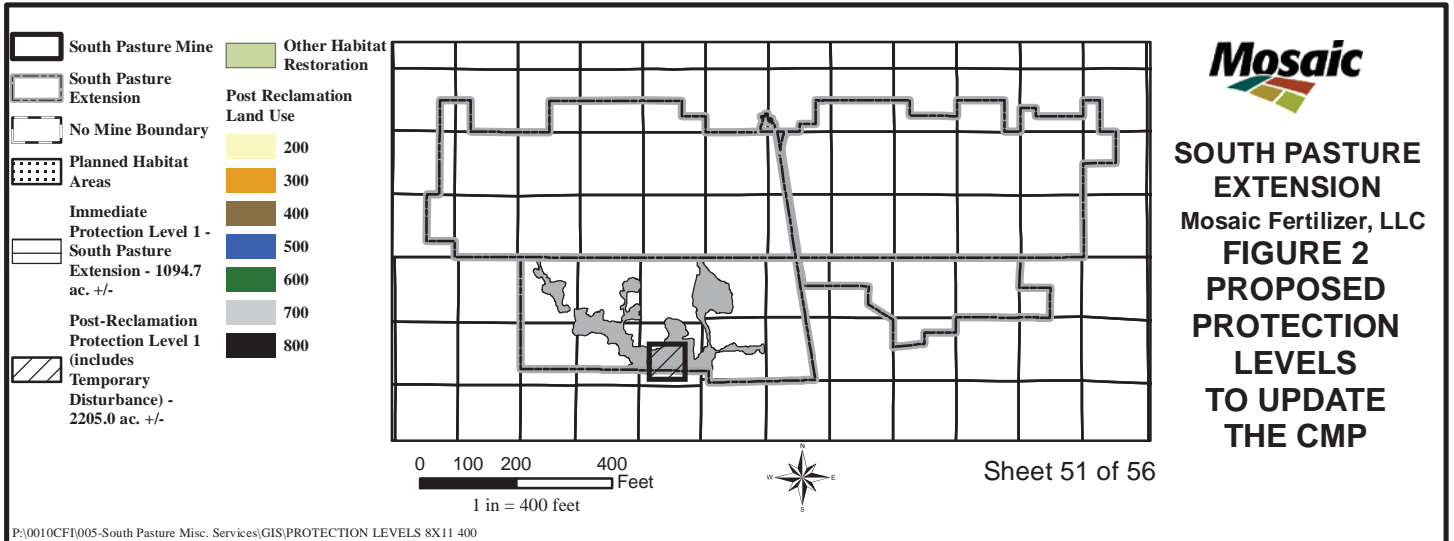 South Pasture Mine
South Pasture
Extension
No Mine Boundary
Planned Habitat
Areas
Immediate
Protection Level 1 -
South Pasture
Extension - 1094.7
ac. +/-
Post-Reclamation
Protection Level 1
(includes
Temporary
Disturbance) -
2205.0 ac. +/-
Other Habitat
Restoration
Post Reclamation
Land Use
200
300
400
500
600
700
800
0 100 200 400
Feet
1 in = 400 feet
N
W E
S
Sheet 51 of 56
Mosaic
SOUTH PASTURE
EXTENSION
Mosaic Fertilizer, LLC
FIGURE 2
PROPOSED
PROTECTION
LEVELS
TO UPDATE
THE CMP
P:\0010CFI\005-South Pasture Misc. Services\GIS\PROTECTION LEVELS 8X11 400